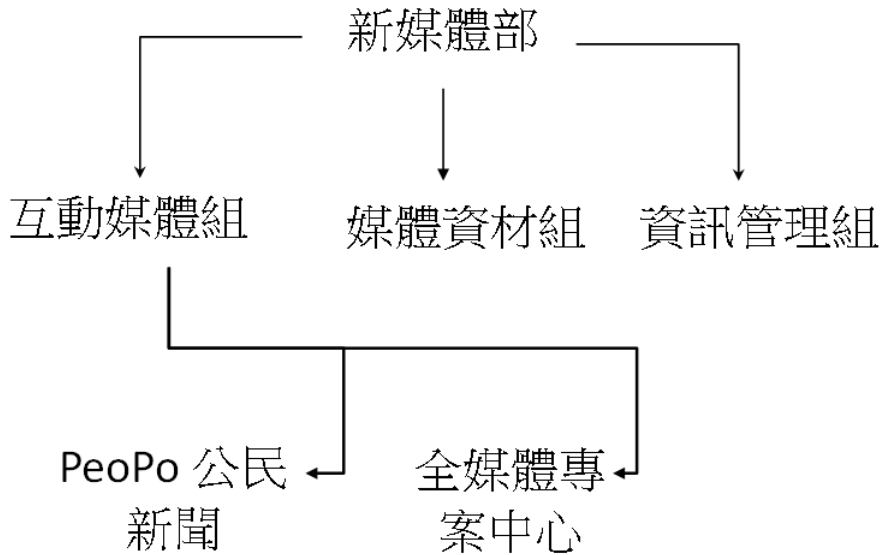 新媒體部
互動媒體組
媒體資材組
資訊管理組
PeoPo 公民
新聞
全媒體專
案中心